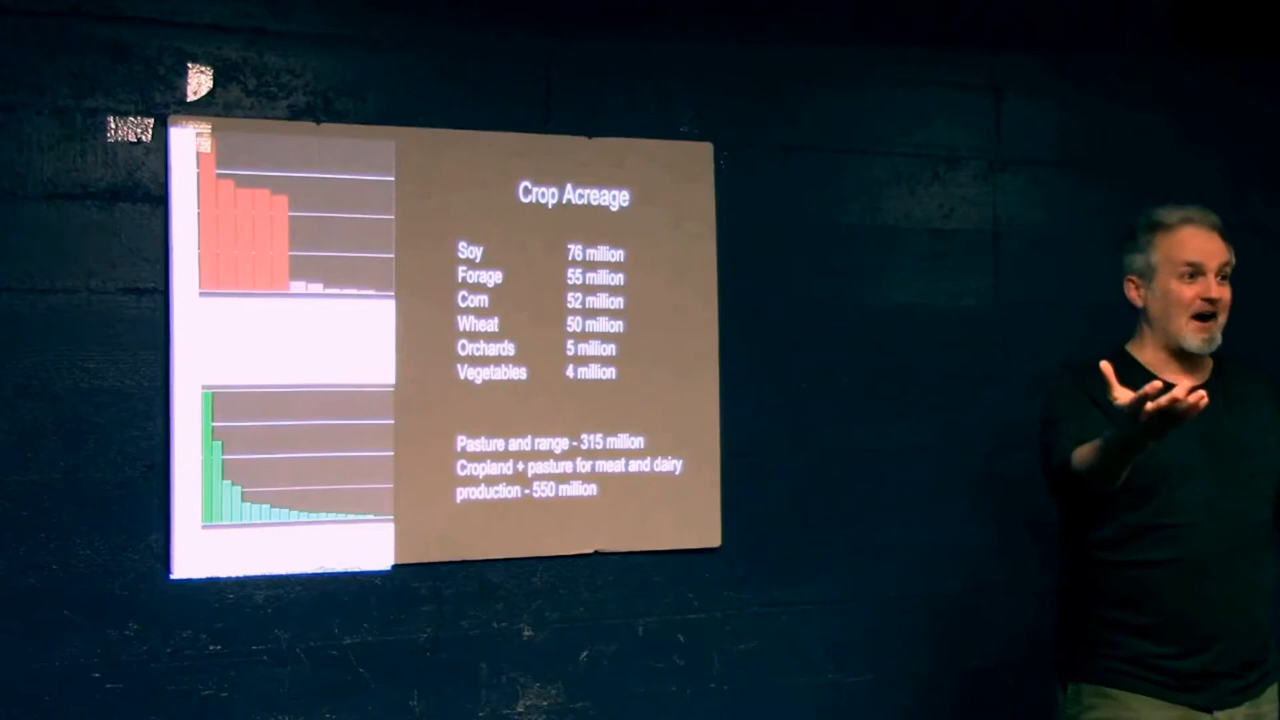 Crop Acreage
Soy 76 million
Forage 55 million
Corn 52 million
Wheat 50 million
Orchards 5 million
Vegetables 4 million
Pasture and range - 315 million
Cropland + pasture for meat and dairy
production - 550 million